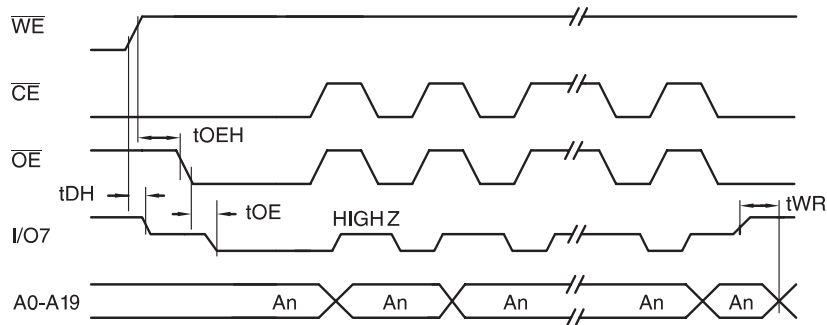 WE
CE
tOEH
OE
tDH
tOE
tWR
I/O7
HIGH Z
A0-A19
An
An
An
An
An